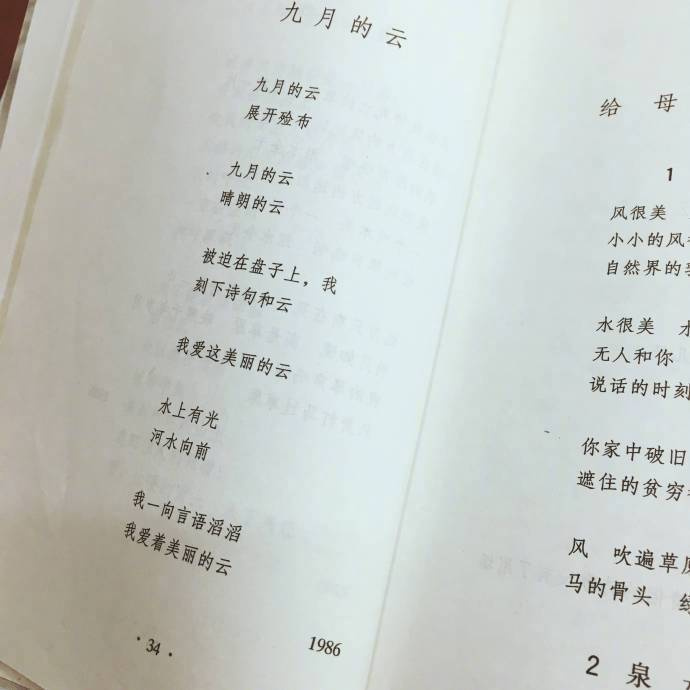 九月的云
九月的云
展开殓布
九月的云
晴朗的云
被迫在盘子上，我
刻下诗句和云
我爱这美丽的云
水上有光
河水向前
我一向言语滔滔
我爱着美丽的云
·34·
1986
给 母
1
风很美
小小的风
自然界的
水很美 水
无人和你
说话的时刻
你家中破旧
遮住的贫穷
风 吹遍草原
马的骨头 绿
2 泉